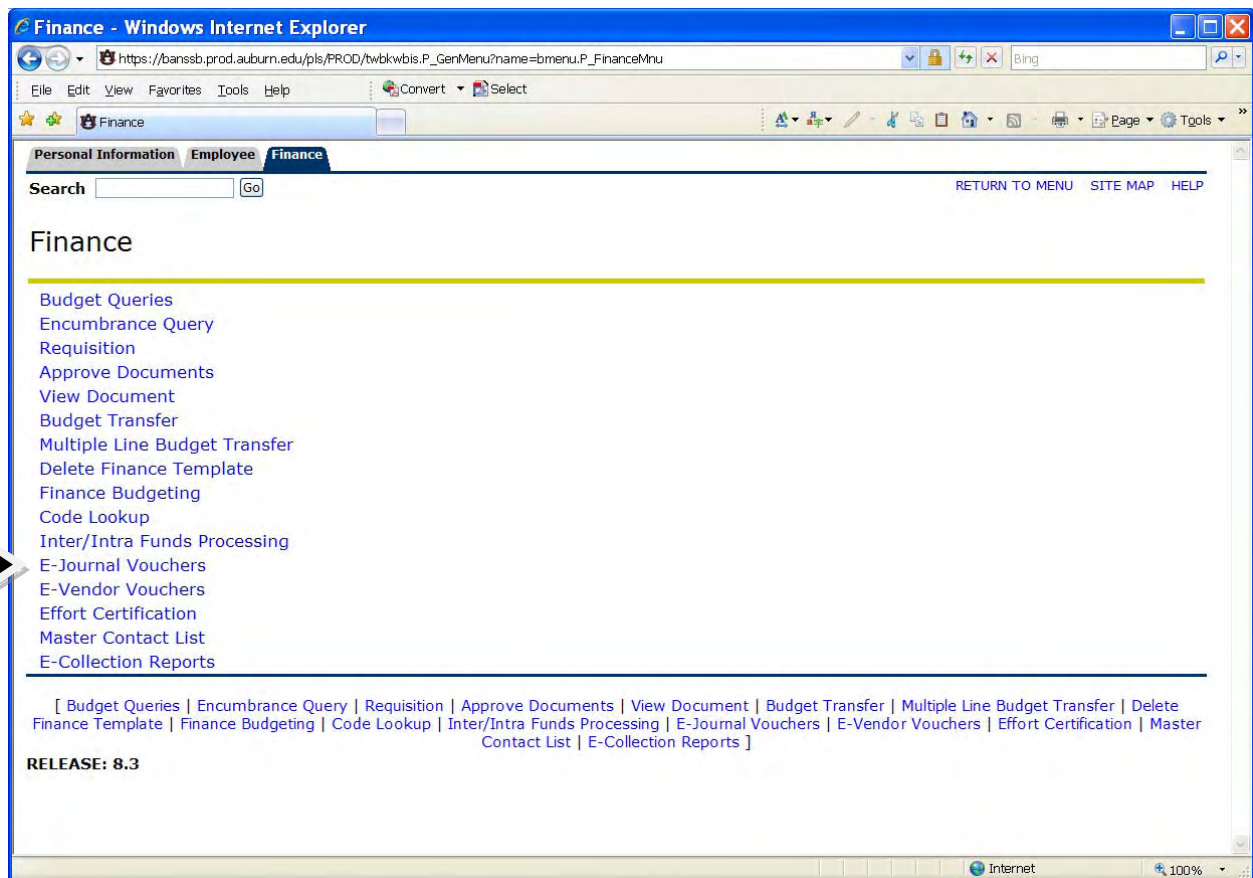 Finance - Windows Internet Explorer
https://banssb.prod.auburn.edu/pls/PROD/twbkwbis.P_GenMenu?name=bmenu.P_FinanceMnu
Bing
File Edit View Favorites Tools Help
Convert
Select
Finance
Page
Tools
Personal Information Employee Finance
Search
Go
RETURN TO MENU SITE MAP HELP
Finance
Budget Queries
Encumbrance Query
Requisition
Approve Documents
View Document
Budget Transfer
Multiple Line Budget Transfer
Delete Finance Template
Finance Budgeting
Code Lookup
Inter/Intra Funds Processing
E-Journal Vouchers
E-Vendor Vouchers
Effort Certification
Master Contact List
E-Collection Reports
[ Budget Queries | Encumbrance Query | Requisition | Approve Documents | View Document | Budget Transfer | Multiple Line Budget Transfer | Delete
Finance Template | Finance Budgeting | Code Lookup | Inter/Intra Funds Processing | E-Journal Vouchers | E-Vendor Vouchers | Effort Certification | Master
Contact List | E-Collection Reports ]
RELEASE: 8.3
Internet
100%